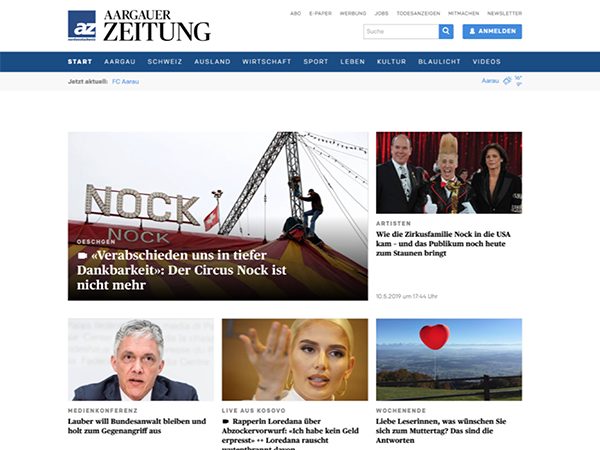 az
AARGAUER
ZEITUNG
ABO E-PAPER WERBUNG JOBS TODESANZEIGEN MITMACHEN NEWSLETTER
Suche
ANMELDEN
START AARGAU SCHWEIZ AUSLAND WIRTSCHAFT SPORT LEBEN KULTUR BLAULICHT VIDEOS
Jetzt aktuell: FC Aarau
Aarau
NOCK
NOCK
OESCHGEN
«Verabschieden uns in tiefer
Dankbarkeit»: Der Circus Nock ist
nicht mehr
ARTISTEN
Wie die Zirkusfamilie Nock in die USA
kam - und das Publikum noch heute
zum Staunen bringt
10.5.2019 um 17:44 Uhr
MEDIENKONFERENZ
Lauber will Bundesanwalt bleiben und
holt zum Gegenangriff aus
LIVE AUS KOSOVO
Rapperin Loredana über
Abzockervorwurf: «Ich habe kein Geld
erpresst» ++ Loredana rauscht
wutentbrannt davon
WOCHENENDE
Liebe Leserinnen, was wünschen Sie
sich zum Muttertag? Das sind die
Antworten